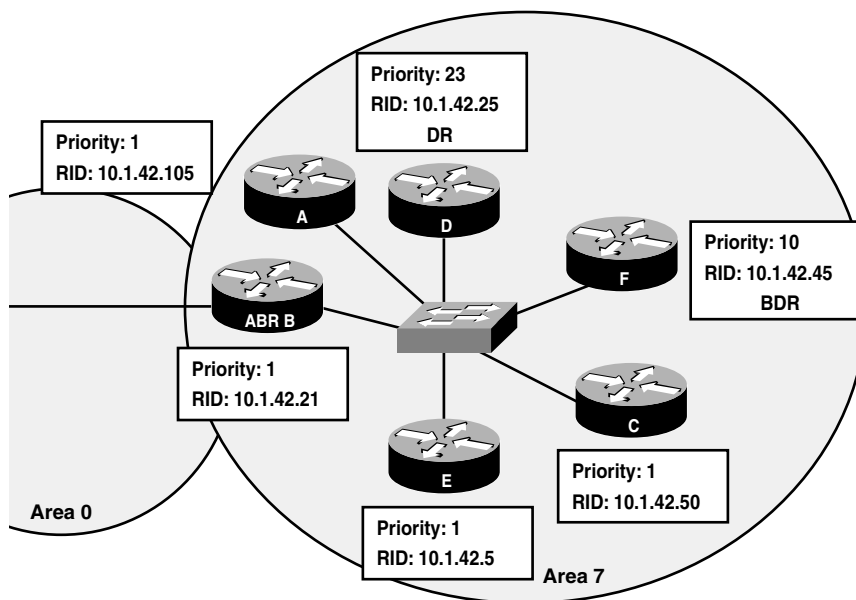 Priority: 23
RID: 10.1.42.25
DR
Priority: 1
RID: 10.1.42.105
A
D
Priority: 10
RID: 10.1.42.45
BDR
F
ABR B
Priority: 1
RID: 10.1.42.21
C
E
Priority: 1
RID: 10.1.42.50
Area 0
Priority: 1
RID: 10.1.42.5
Area 7